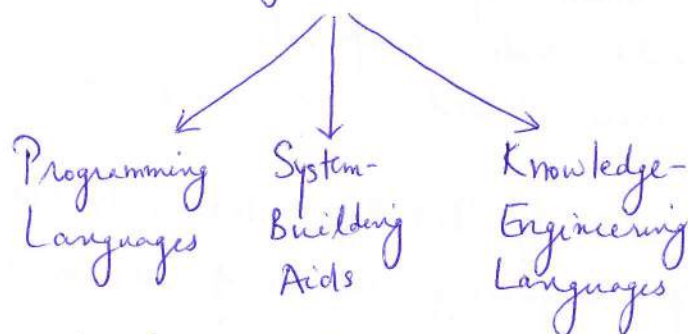 Programming
Languages
System-
Building
Aids
Knowledge-
Engineering
Languages